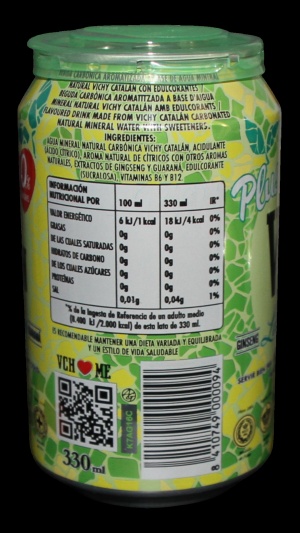 BEBIDA CARBÓNICA AROMATIZADA A BASE DE AGUA MINERAL
NATURAL VICHY CATALÁN CON EDULCORANTES
BEGUDA CARBÒNICA AROMATITZADA A BASE D'AIGUA
MINERAL NATURAL VICHY CATALÁN AMB EDULCORANTS
FLAVOURED DRINK MADE FROM VICHY CATALÁN CARBONATED
NATURAL MINERAL WATER WITH SWEETENERS.
INGREDIENTES:
AGUA MINERAL NATURAL CARBÓNICA VICHY CATALÁN, ACIDULANTE
(ÁCIDO CÍTRICO), AROMA NATURAL DE CÍTRICOS CON OTROS AROMAS
NATURALES, EXTRACTOS DE GINSENG Y GUARANÁ, EDULCORANTE
(SUCRALOSA), VITAMINAS B6 Y B12.
INFORMACIÓN
NUTRICIONAL POR 100 ml 330 ml IR*
VALOR ENERGÉTICO 6 kJ/1 kcal 18 kJ/4 kcal 0%
GRASAS 0g 0g 0%
DE LAS CUALES SATURADAS 0g 0g 0%
HIDRATOS DE CARBONO 0g 0g 0%
DE LOS CUALES AZÚCARES 0g 0g 0%
PROTEÍNAS 0g 0g 0%
SAL 0,01g 0,04g 1%
*% de la Ingesta de Referencia de un adulto medio
(8.400 kJ/2.000 kcal) de esta lata de 330 ml.
ES RECOMENDABLE MANTENER UNA DIETA VARIADA Y EQUILIBRADA
Y UN ESTILO DE VIDA SALUDABLE
VCH ME
K7AG16C
330 ml
8 410749 000094
GINSENG